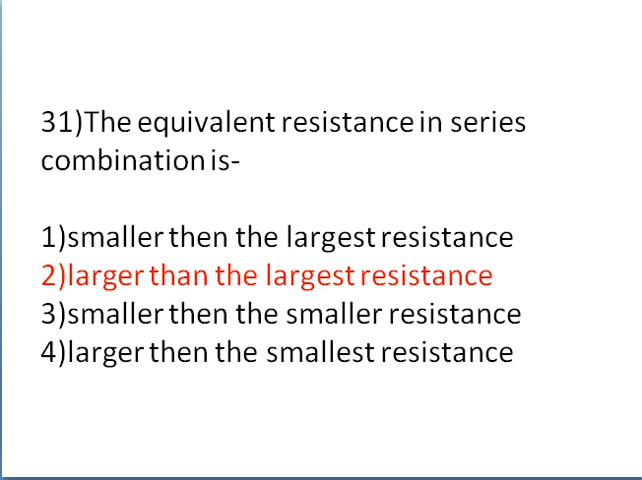 31)The equivalent resistance in series
combination is-
1)smaller then the largest resistance
2)larger than the largest resistance
3)smaller then the smaller resistance
4)larger then the smallest resistance